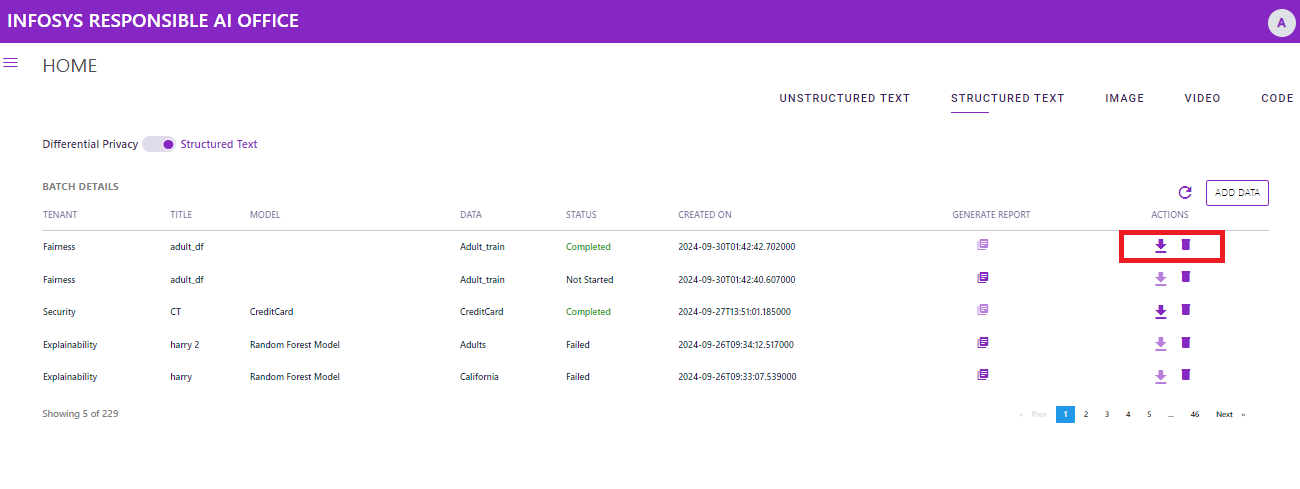 INFOSYS RESPONSIBLE AI OFFICE
A
HOME
UNSTRUCTURED TEXT STRUCTURED TEXT IMAGE VIDEO CODE
Differential Privacy Structured Text
BATCH DETAILS
ADD DATA
TENANT TITLE MODEL DATA STATUS CREATED ON GENERATE REPORT ACTIONS
Fairness adult_df Adult_train Completed 2024-09-30T01:42:42.702000
Fairness adult_df Adult_train Not Started 2024-09-30T01:42:40.607000
Security CT CreditCard CreditCard Completed 2024-09-27T13:51:01.185000
Explainability harry 2 Random Forest Model Adults Failed 2024-09-26T09:34:12.517000
Explainability harry Random Forest Model California Failed 2024-09-26T09:33:07.539000
Showing 5 of 229
« Prev 1 2 3 4 5 ... 46 Next »